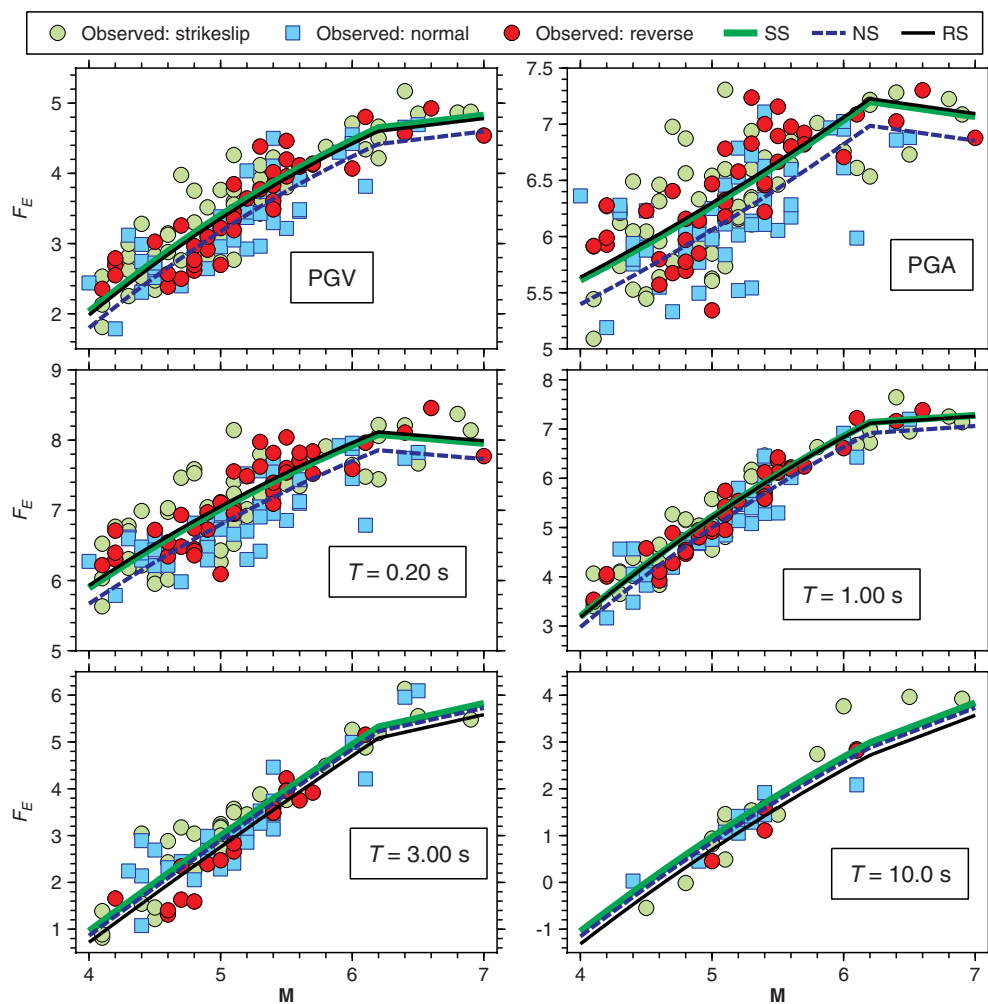 Observed: strikeslip Observed: normal Observed: reverse SS NS RS
5
4
3
2
F_E
PGV
7.5
7
6.5
6
5.5
5
PGA
9
8
7
6
5
F_E
T = 0.20 s
7
6
5
4
3
T = 1.00 s
6
5
4
3
2
1
F_E
T = 3.00 s
4 5 6 7
M
4
3
2
1
0
-1
T = 10.0 s
4 5 6 7
M